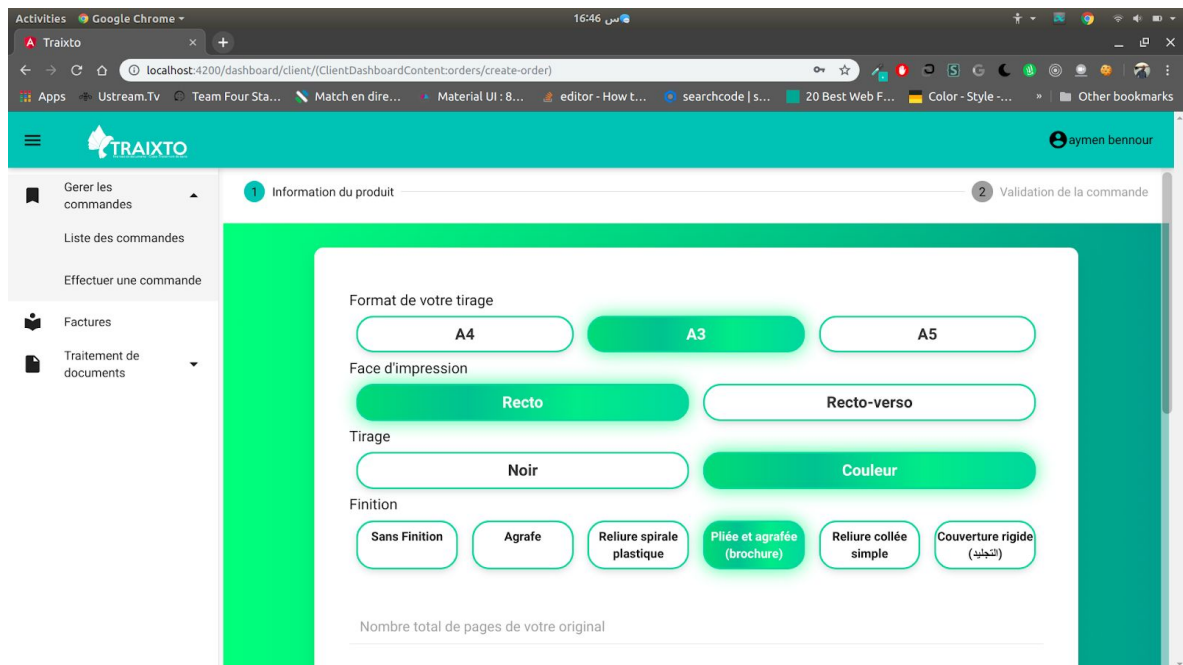 Activities Google Chrome 16:46 س
Traixto
localhost:4200/dashboard/client/(ClientDashboardContent:orders/create-order)
Apps Ustream.Tv Team Four Sta... Match en dire... Material UI : 8... editor - How t... searchcode | s... 20 Best Web F... Color - Style -... » Other bookmarks
TRAIXTO
aymen bennour
Gerer les
commandes
Liste des commandes
Effectuer une commande
Factures
Traitement de
documents
1 Information du produit
2 Validation de la commande
Format de votre tirage
A4 A3 A5
Face d'impression
Recto Recto-verso
Tirage
Noir Couleur
Finition
Sans Finition
Agrafe
Reliure spirale
plastique
Pliée et agrafée
(brochure)
Reliure collée
simple
Couverture rigide
(التجليد)
Nombre total de pages de votre original